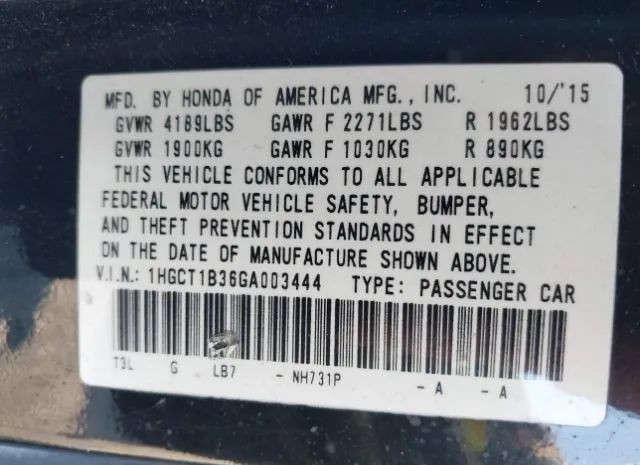 MFD. BY HONDA OF AMERICA MFG., INC. 10/'15
GVWR 4189LBS GAWR F 2271LBS R 1962LBS
GVWR 1900KG GAWR F 1030KG R 890KG
THIS VEHICLE CONFORMS TO ALL APPLICABLE
FEDERAL MOTOR VEHICLE SAFETY, BUMPER,
AND THEFT PREVENTION STANDARDS IN EFFECT
ON THE DATE OF MANUFACTURE SHOWN ABOVE.
V.I.N.: 1HGCT1B36GA003444 TYPE: PASSENGER CAR
T3L G LB7 - NH731P - A - A